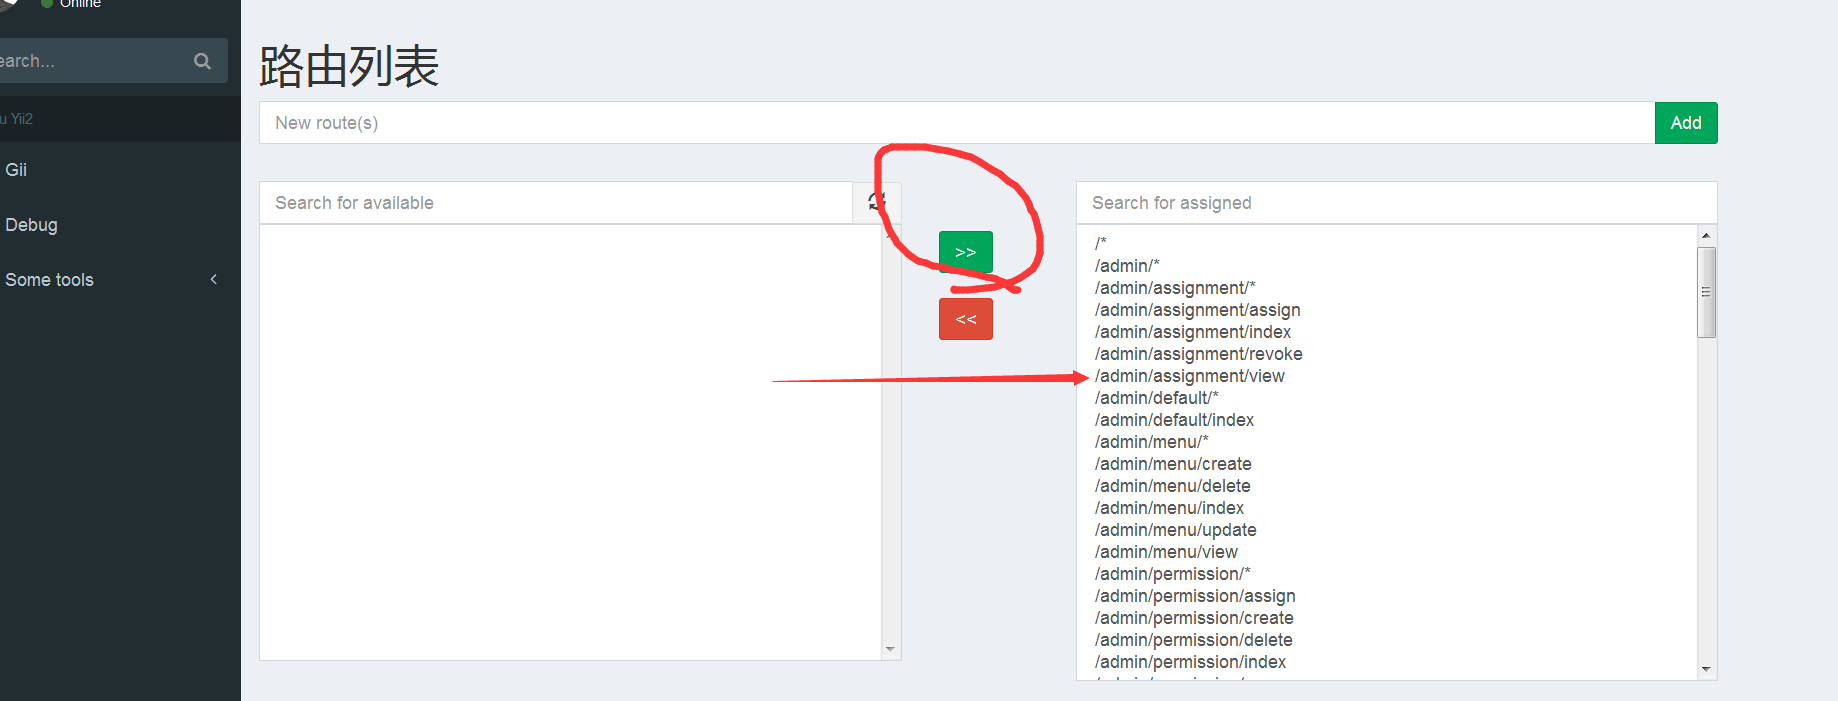 Online
earch...
u Yii2
Gii
Debug
Some tools
路由列表
New route(s)
Add
Search for available
>>
<<
Search for assigned
/*
/admin/*
/admin/assignment/*
/admin/assignment/assign
/admin/assignment/index
/admin/assignment/revoke
/admin/assignment/view
/admin/default/*
/admin/default/index
/admin/menu/*
/admin/menu/create
/admin/menu/delete
/admin/menu/index
/admin/menu/update
/admin/menu/view
/admin/permission/*
/admin/permission/assign
/admin/permission/create
/admin/permission/delete
/admin/permission/index